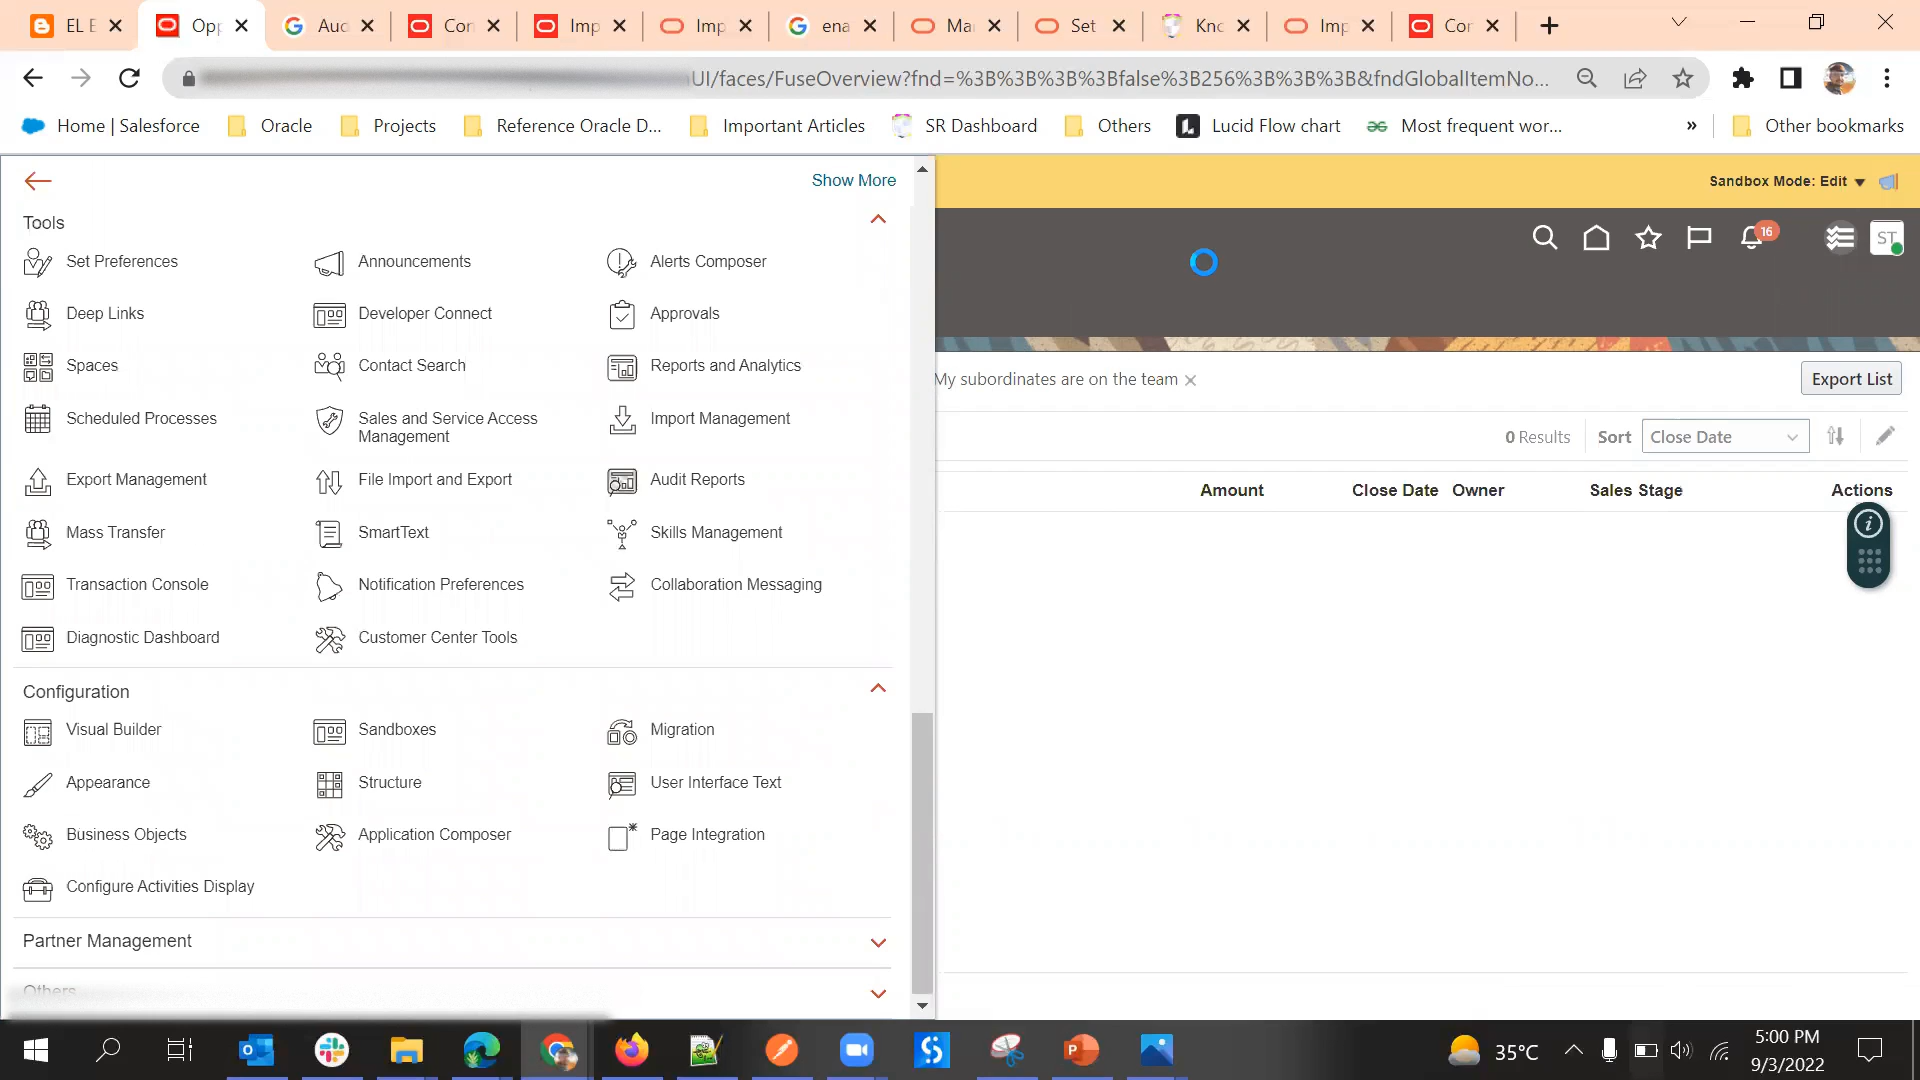 EL E
Opp
Aud
Con
Imp
Imp
ena
Ma
Set
Kno
Imp
Cor
UI/faces/FuseOverview?fnd=%3B%3B%3B%3Bfalse%3B256%3B%3B%3B&fndGlobalItemNo...
Home | Salesforce
Oracle
Projects
Reference Oracle D...
Important Articles
SR Dashboard
Others
Lucid Flow chart
Most frequent wor...
»
Other bookmarks
Show More
Sandbox Mode: Edit
Tools
16
ST
Set Preferences
Announcements
Alerts Composer
Deep Links
Developer Connect
Approvals
Spaces
Contact Search
Reports and Analytics
My subordinates are on the team
Export List
Scheduled Processes
Sales and Service Access
Management
Import Management
0 Results
Sort
Close Date
Export Management
File Import and Export
Audit Reports
Amount
Close Date
Owner
Sales Stage
Actions
Mass Transfer
SmartText
Skills Management
Transaction Console
Notification Preferences
Collaboration Messaging
Diagnostic Dashboard
Customer Center Tools
Configuration
Visual Builder
Sandboxes
Migration
Appearance
Structure
User Interface Text
Business Objects
Application Composer
Page Integration
Configure Activities Display
Partner Management
Others
35°C
5:00 PM
9/3/2022